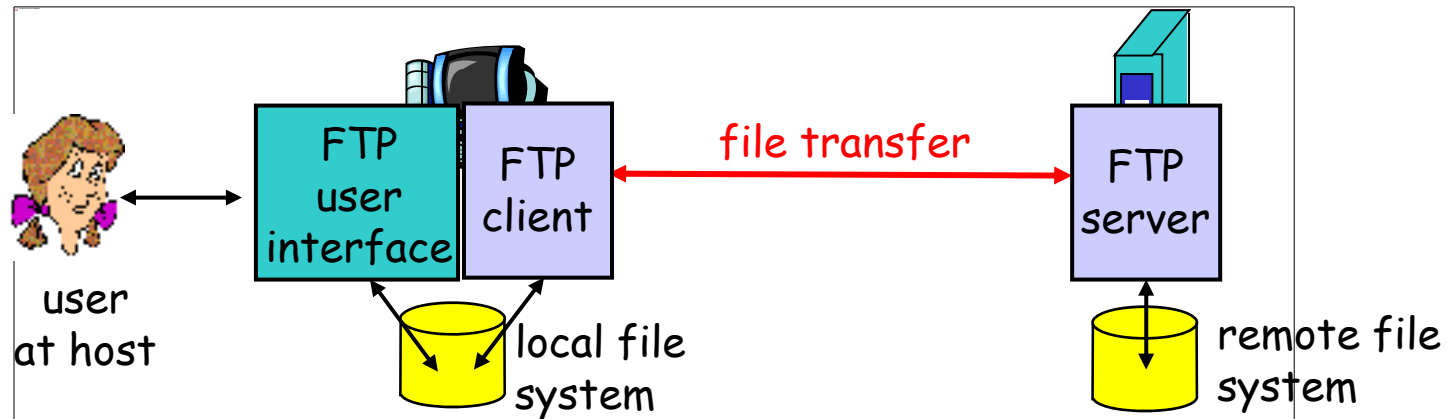 FTP
user
interface
FTP
client
file transfer
FTP
server
user
at host
local file
system
remote file
system